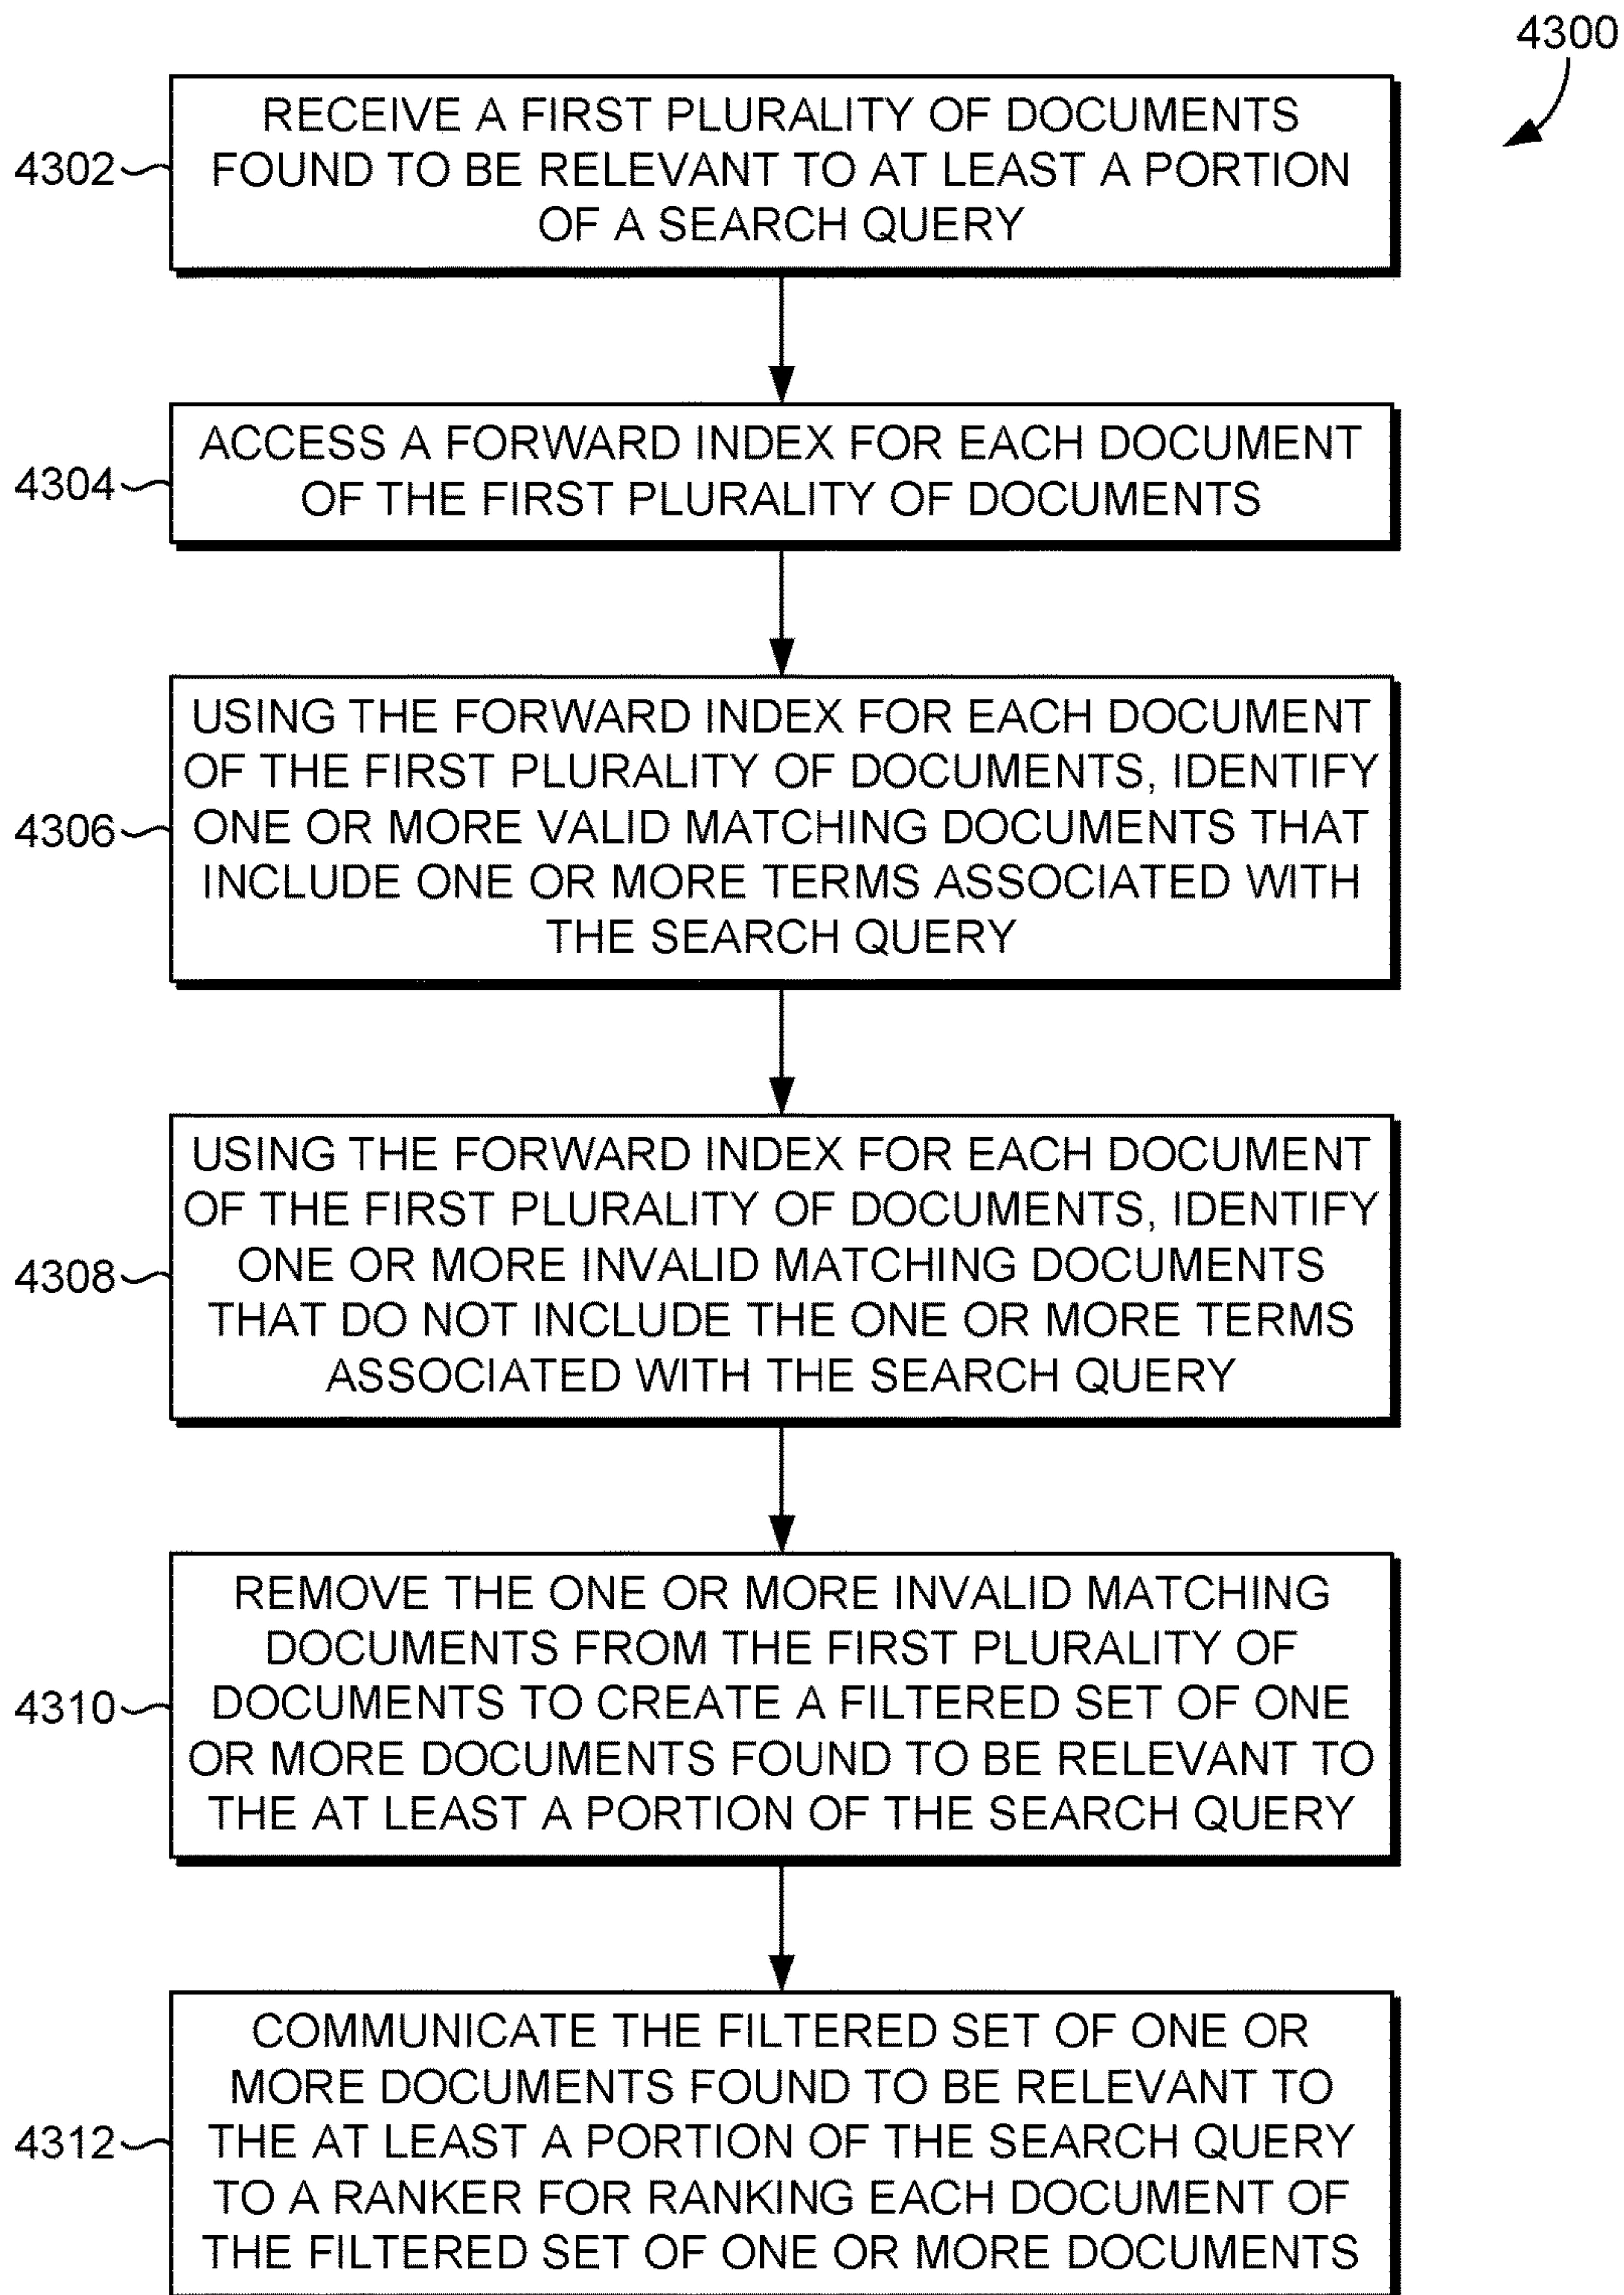 4300
RECEIVE A FIRST PLURALITY OF DOCUMENTS
FOUND TO BE RELEVANT TO AT LEAST A PORTION
OF A SEARCH QUERY
4302
ACCESS A FORWARD INDEX FOR EACH DOCUMENT
OF THE FIRST PLURALITY OF DOCUMENTS
4304
USING THE FORWARD INDEX FOR EACH DOCUMENT
OF THE FIRST PLURALITY OF DOCUMENTS, IDENTIFY
ONE OR MORE VALID MATCHING DOCUMENTS THAT
INCLUDE ONE OR MORE TERMS ASSOCIATED WITH
THE SEARCH QUERY
4306
USING THE FORWARD INDEX FOR EACH DOCUMENT
OF THE FIRST PLURALITY OF DOCUMENTS, IDENTIFY
ONE OR MORE INVALID MATCHING DOCUMENTS
THAT DO NOT INCLUDE THE ONE OR MORE TERMS
ASSOCIATED WITH THE SEARCH QUERY
4308
REMOVE THE ONE OR MORE INVALID MATCHING
DOCUMENTS FROM THE FIRST PLURALITY OF
DOCUMENTS TO CREATE A FILTERED SET OF ONE
OR MORE DOCUMENTS FOUND TO BE RELEVANT TO
THE AT LEAST A PORTION OF THE SEARCH QUERY
4310
COMMUNICATE THE FILTERED SET OF ONE OR
MORE DOCUMENTS FOUND TO BE RELEVANT TO
THE AT LEAST A PORTION OF THE SEARCH QUERY
TO A RANKER FOR RANKING EACH DOCUMENT OF
THE FILTERED SET OF ONE OR MORE DOCUMENTS
4312